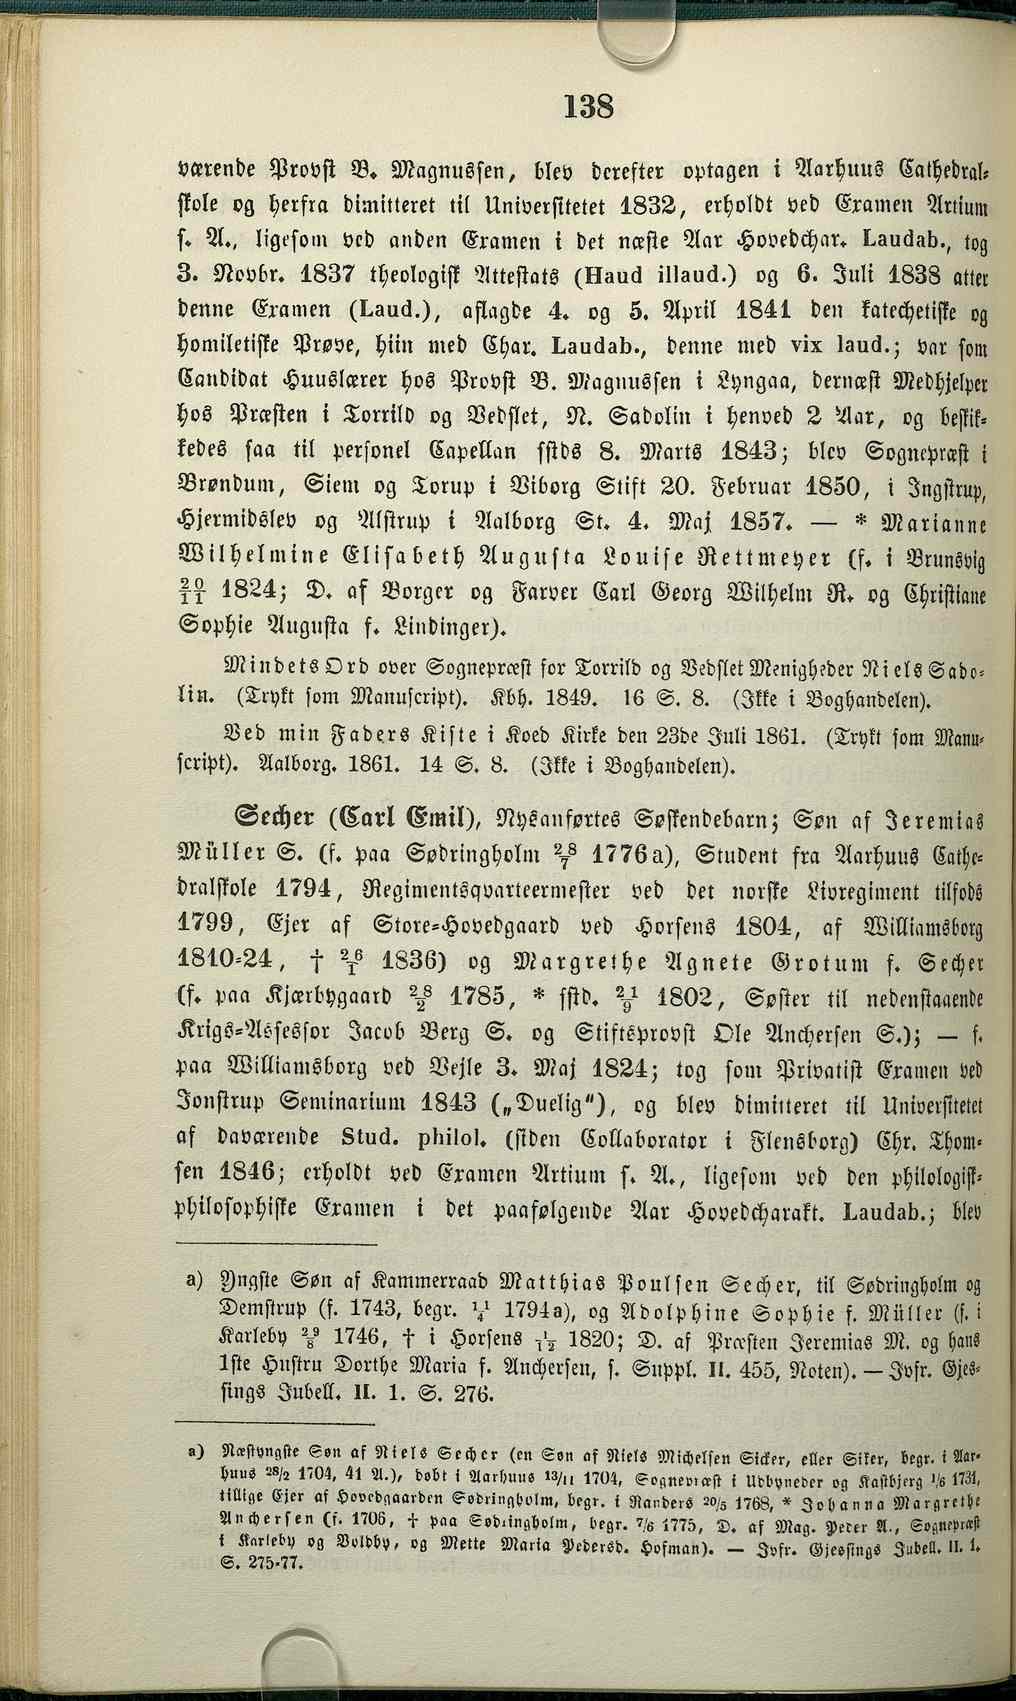 138
værende Provst B. Magnussen, blev derefter optagen i Aarhuus Cathedral-
skole og herfra dimitteret til Universitetet 1832, erholdt ved Examen Artium
s. A., ligesom ved anden Examen i det næste Aar Hovedchar. Laudab., tog
3. Novbr. 1837 theologisk Attestats (Haud illaud.) og 6. Juli 1838 atter
denne Examen (Laud.), aflagde 4. og 5. April 1841 den katechetiske og
homiletiske Prøve, hiin med Char. Laudab., denne med vix laud.; var som
Candidat Huuslærer hos Provst B. Magnussen i Lyngaa, dernæst Medhjelper
hos Præsten i Torrild og Vedslet, N. Sadolin i henved 2 Aar, og beskik-
kedes saa til personel Capellan sstds 8. Marts 1843; blev Sognepræst i
Brøndum, Siem og Torup i Viborg Stift 20. Februar 1850, i Ingstrup,
Hjermidslev og Alstrup i Aalborg St. 4. Maj 1857. — * Marianne
Wilhelmine Elisabeth Augusta Louise Rettmeyer (f. i Brunsvig
20/11 1824; D. af Borger og Farver Carl Georg Wilhelm R. og Christiane
Sophie Augusta f. Lindinger).
Mindets Ord over Sognepræst for Torrild og Vedslet Menigheder Niels Sado-
lin. (Trykt som Manuscript). Kbh. 1849. 16 S. 8. (Ikke i Boghandelen).
Ved min Faders Kiste i Koed Kirke den 23de Juli 1861. (Trykt som Manu-
script). Aalborg. 1861. 14 S. 8. (Ikke i Boghandelen).
Secher (Carl Emil), Nysanførtes Søskendebarn; Søn af Jeremias
Müller S. (f. paa Sødringholm 28/7 1776 a), Student fra Aarhuus Cathe-
dralskole 1794, Regimentsqvarteermester ved det norske Livregiment tilfods
1799, Ejer af Store-Hovedgaard ved Horsens 1804, af Williamsborg
1810-24, † 26/1 1836) og Margrethe Agnete Grotum f. Secher
(f. paa Kjærbygaard 28/2 1785, * sstd. 21/9 1802, Søster til nedenstaaende
Krigs-Assessor Jacob Berg S. og Stiftsprovst Ole Anchersen S.); — f.
paa Williamsborg ved Vejle 3. Maj 1824; tog som Privatist Examen ved
Jonstrup Seminarium 1843 („Duelig“), og blev dimitteret til Universitetet
af daværende Stud. philol. (siden Collaborator i Flensborg) Chr. Thom-
sen 1846; erholdt ved Examen Artium s. A., ligesom ved den philologisk-
philosophiske Examen i det paafølgende Aar Hovedcharakt. Laudab.; blev
a) Yngste Søn af Kammerraad Matthias Poulsen Secher, til Sødringholm og
Demstrup (f. 1743, begr. 11/4 1794 a), og Adolphine Sophie f. Müller (f. i
Karleby 29/8 1746, † i Horsens 1/12 1820; D. af Præsten Jeremias M. og hans
1ste Hustru Dorthe Maria f. Anchersen, s. Suppl. II. 455, Noten). — Jvfr. Gjes-
sings Jubell. II. 1. S. 276.
a) Næstyngste Søn af Niels Secher (en Søn af Niels Michelsen Sicker, eller Siker, begr. i Aar-
huus 28/2 1704, 41 A.), døbt i Aarhuus 13/11 1704, Sognepræst i Udbyneder og Kastbjerg 1/6 1731,
tillige Ejer af Hovedgaarden Sødringholm, begr. i Randers 20/5 1768, * Johanna Margrethe
Anchersen (f. 1706, † paa Sødringholm, begr. 7/6 1775, D. af Mag. Peder A., Sognepræst
i Karleby og Voldby, og Mette Maria Pedersd. Hofman). — Jvfr. Gjessings Jubell. II. 1.
S. 275-77.